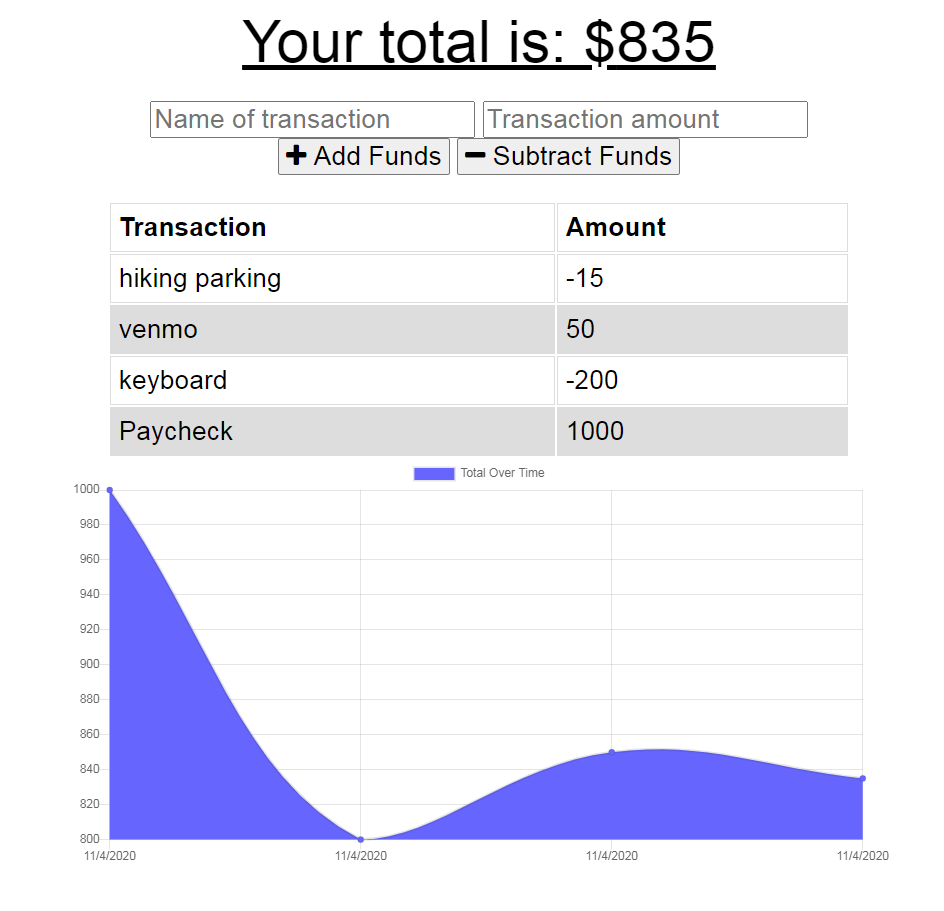 Your total is: $835
Name of transaction Transaction amount
Add Funds Subtract Funds
Transaction Amount
hiking parking -15
venmo 50
keyboard -200
Paycheck 1000
Total Over Time
1000
980
960
940
920
900
880
860
840
820
800
11/4/2020 11/4/2020 11/4/2020 11/4/2020